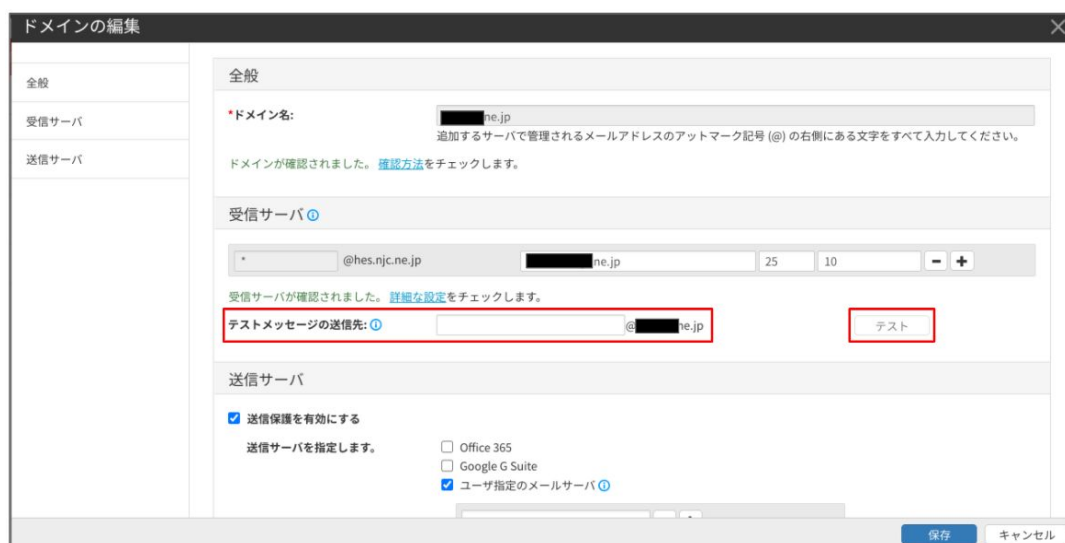 ドメインの編集
全般
受信サーバ
送信サーバ
全般
*ドメイン名:
ne.jp
追加するサーバで管理されるメールアドレスのアットマーク記号 (@) の右側にある文字をすべて入力してください。
ドメインが確認されました。 確認方法をチェックします。
受信サーバ
* @hes.njc.ne.jp ne.jp 25 10
受信サーバが確認されました。 詳細な設定をチェックします。
テストメッセージの送信先: @ ne.jp テスト
送信サーバ
送信保護を有効にする
送信サーバを指定します。 Office 365
Google G Suite
ユーザ指定のメールサーバ
保存 キャンセル